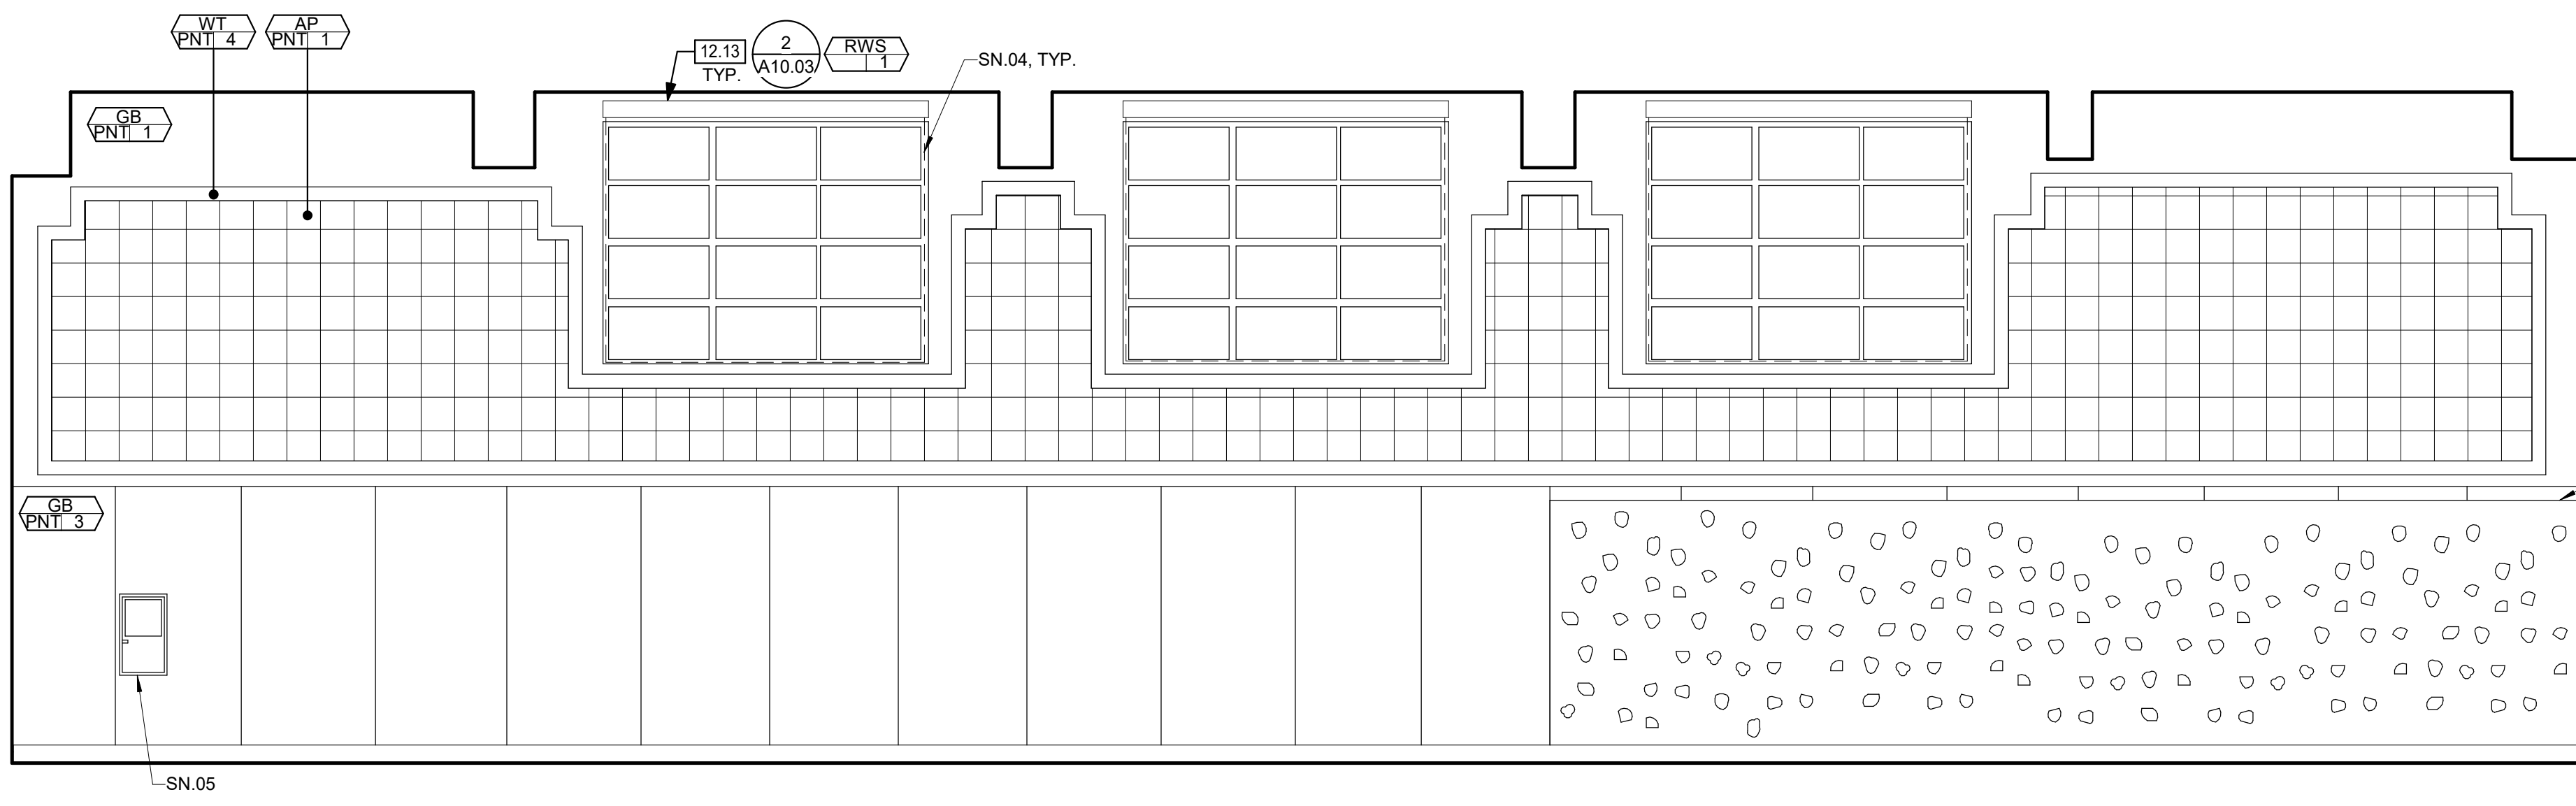 WT
PNT 4
AP
PNT 1
12.13
TYP.
2
A10.03
RWS
1
SN.04, TYP.
GB
PNT 1
GB
PNT 3
SN.05